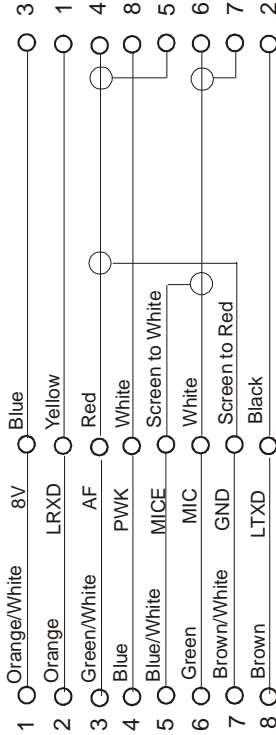 1 Orange/White 8V Blue 3
2 Orange LRXD Yellow 1
3 Green/White AF Red 4
4 Blue PWK White 8
5 Blue/White MICE Screen to White 5
6 Green MIC White 6
7 Brown/White GND Screen to Red 7
8 Brown LTXD Black 2